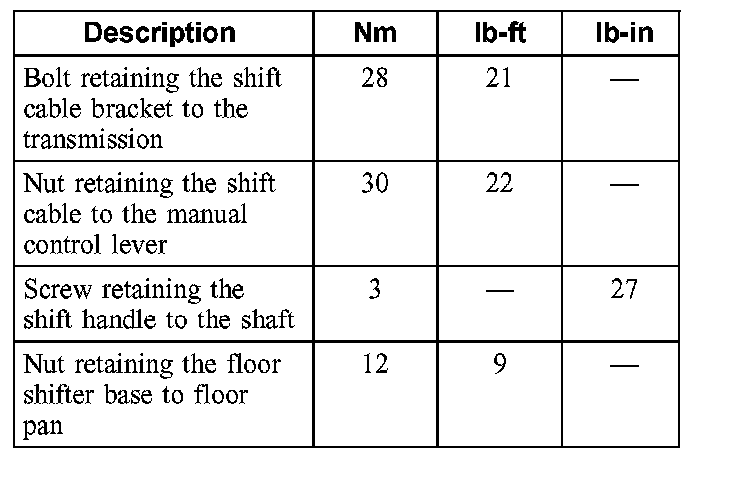 Description Nm lb-ft lb-in
Bolt retaining the shift 28 21 —
cable bracket to the
transmission
Nut retaining the shift 30 22 —
cable to the manual
control lever
Screw retaining the 3 — 27
shift handle to the shaft
Nut retaining the floor 12 9 —
shifter base to floor
pan